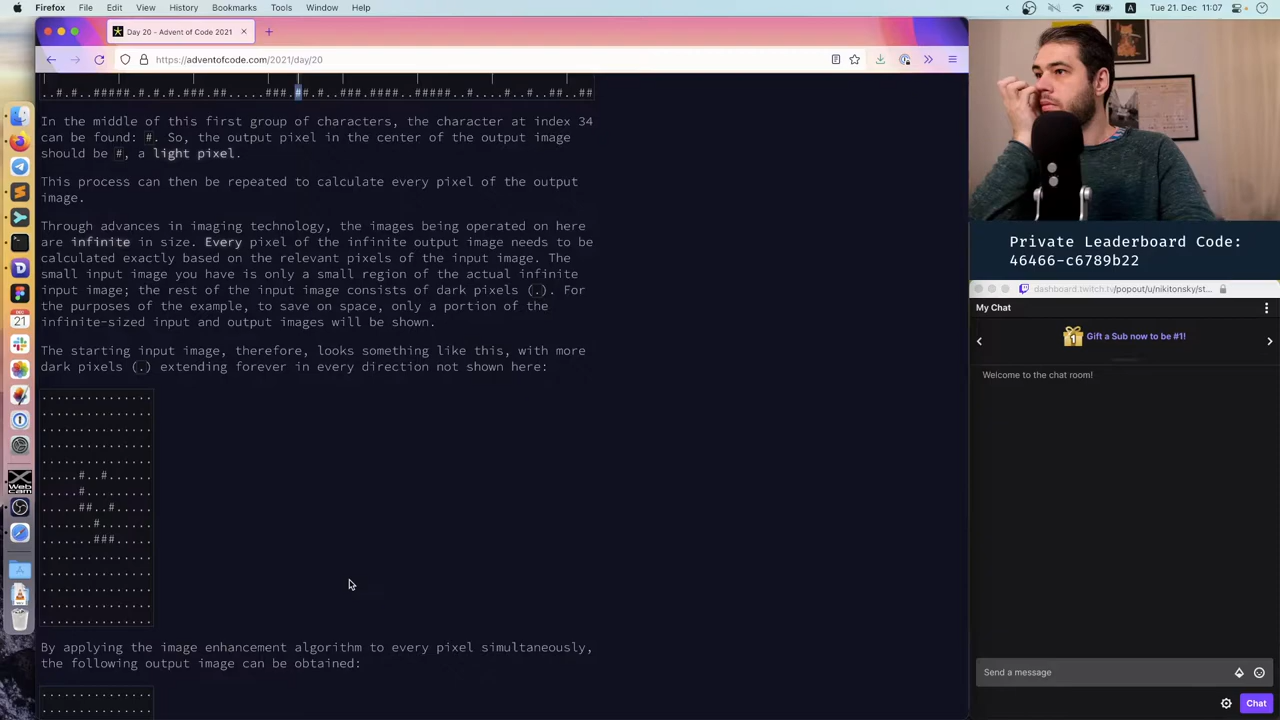 Firefox File Edit View History Bookmarks Tools Window Help
A Tue 21. Dec 11:07
Day 20 - Advent of Code 2021
https://adventofcode.com/2021/day/20
..#.#..#####.#.#.#.###.##.....###.##.#..###.####..#####..#....#..#..##..##
In the middle of this first group of characters, the character at index 34
can be found: #. So, the output pixel in the center of the output image
should be #, a light pixel.
This process can then be repeated to calculate every pixel of the output
image.
Through advances in imaging technology, the images being operated on here
are infinite in size. Every pixel of the infinite output image needs to be
calculated exactly based on the relevant pixels of the input image. The
small input image you have is only a small region of the actual infinite
input image; the rest of the input image consists of dark pixels (.). For
the purposes of the example, to save on space, only a portion of the
infinite-sized input and output images will be shown.
The starting input image, therefore, looks something like this, with more
dark pixels (.) extending forever in every direction not shown here:
...............
...............
...............
...............
...............
.....#..#......
.....#.........
.....##..#.....
.......#.......
.......###.....
...............
...............
...............
...............
...............
By applying the image enhancement algorithm to every pixel simultaneously,
the following output image can be obtained:
...............
...............
Private Leaderboard Code:
46466-c6789b22
dashboard.twitch.tv/popout/u/nikitonsky/st...
My Chat
1
Gift a Sub now to be #1!
Welcome to the chat room!
Send a message
Chat
DEC
21
Web
cam